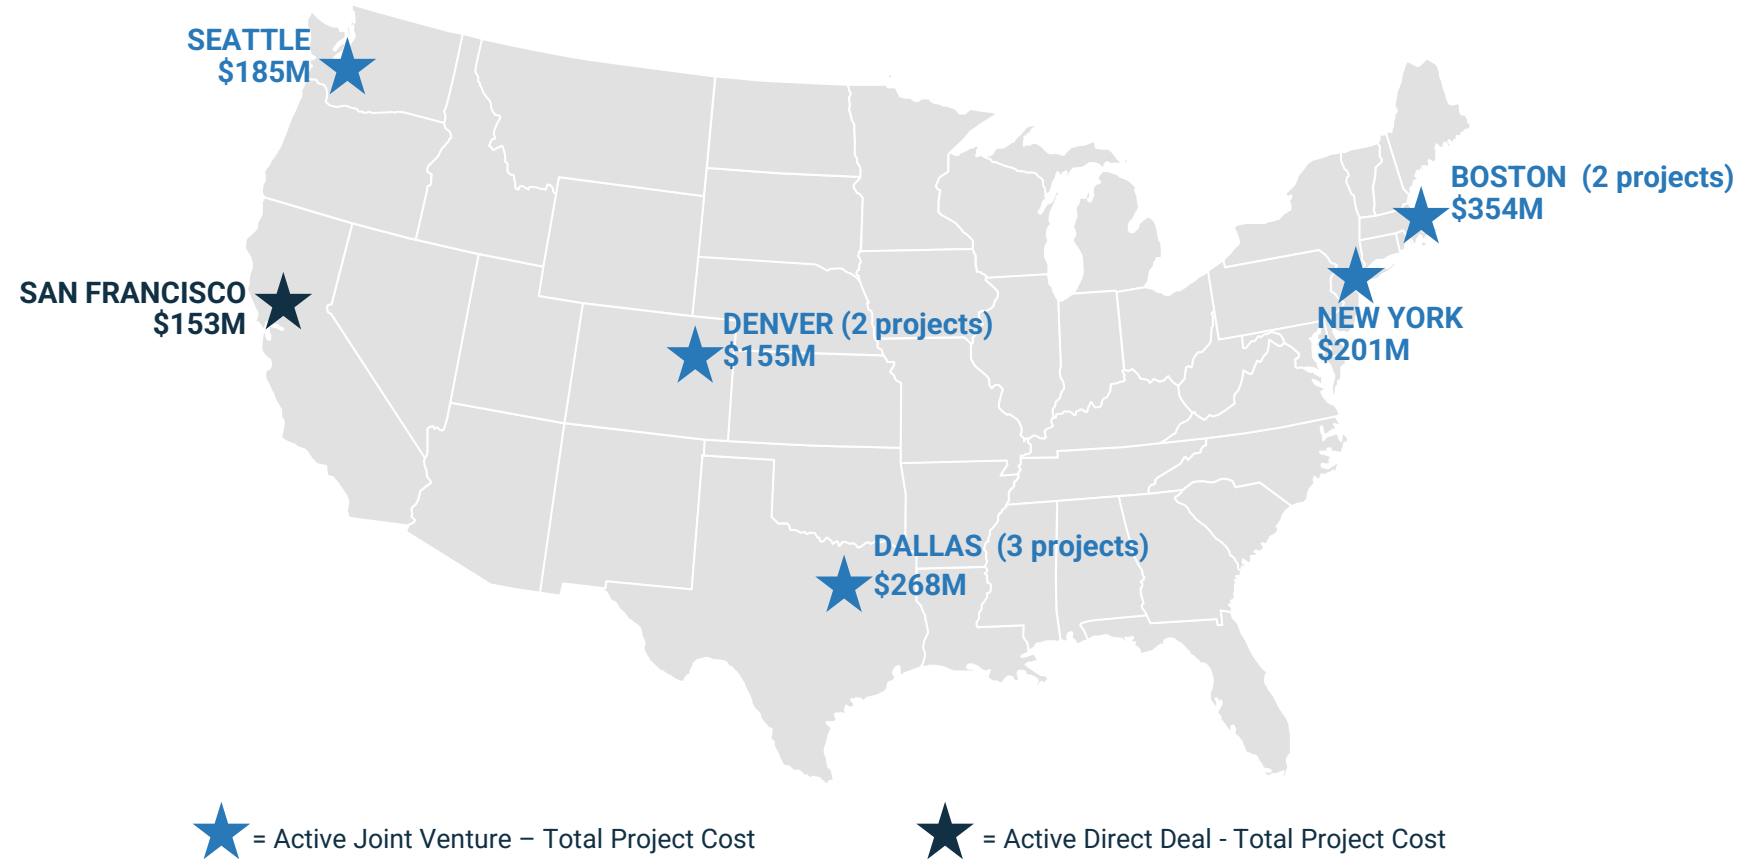 SEATTLE
$185M
BOSTON (2 projects)
$354M
SAN FRANCISCO
$153M
NEW YORK
$201M
DENVER (2 projects)
$155M
DALLAS (3 projects)
$268M
= Active Joint Venture – Total Project Cost
= Active Direct Deal - Total Project Cost